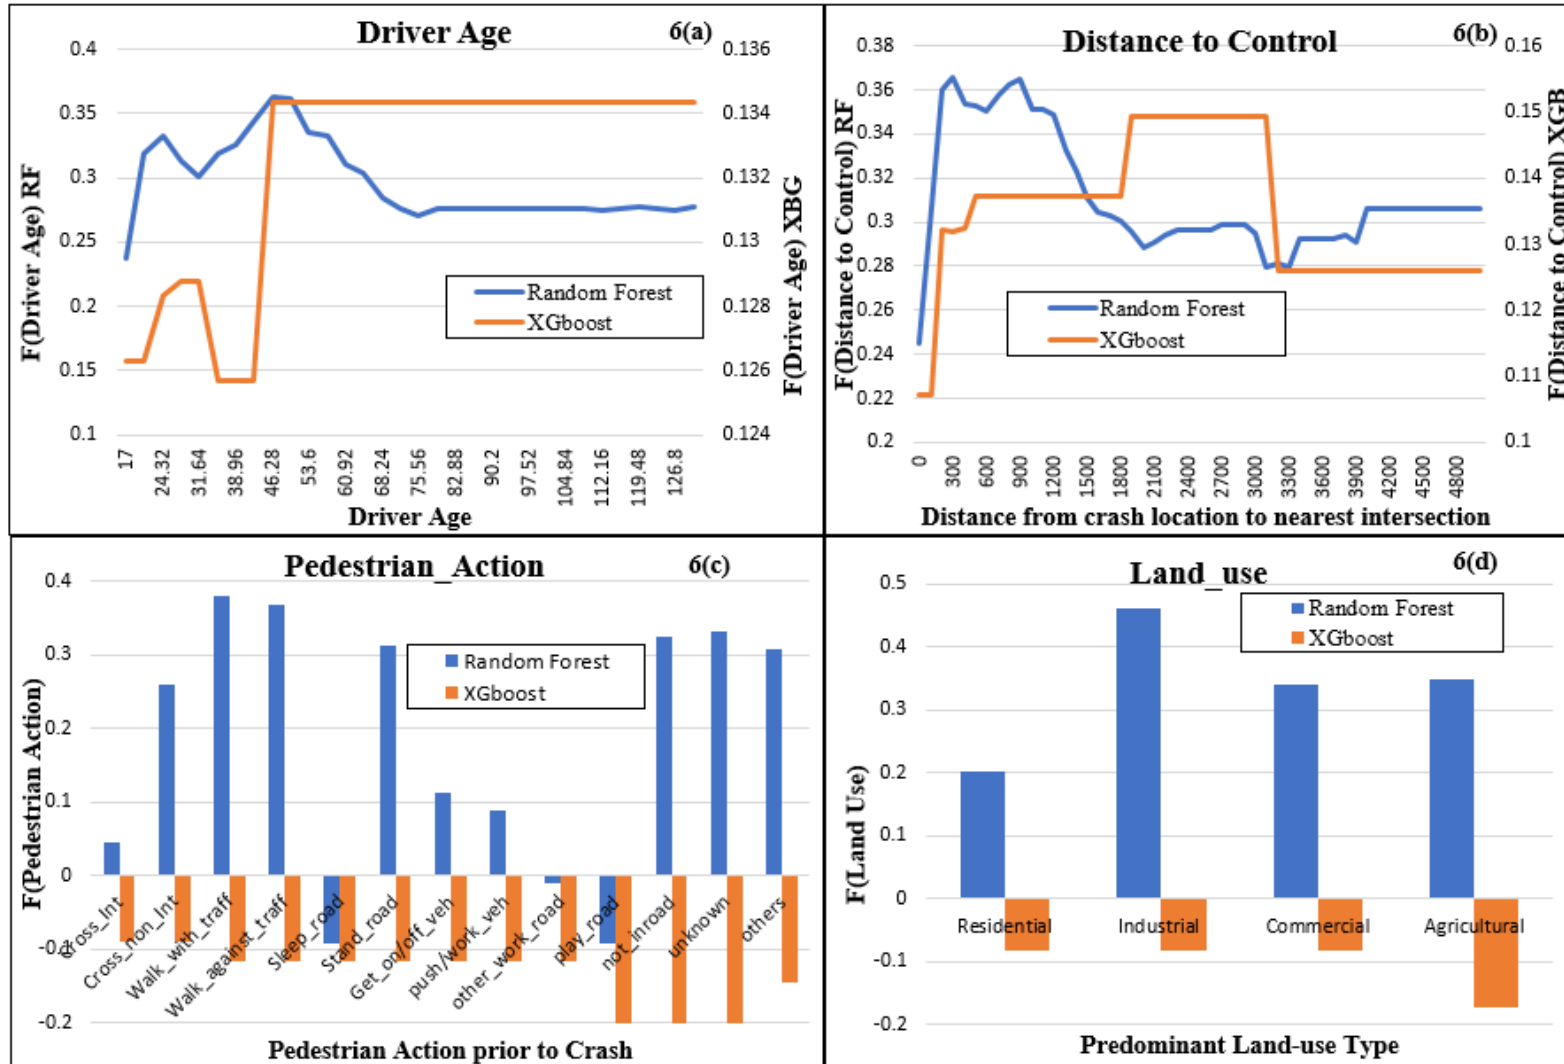 Driver Age
6(a)
0.4
0.35
0.3
0.25
0.2
0.15
0.1
F(Driver Age) RF
0.136
0.134
0.132
0.13
0.128
0.126
0.124
F(Driver Age) XBG
Random Forest
XGboost
17
24.32
31.64
38.96
46.28
53.6
60.92
68.24
75.56
82.88
90.2
97.52
104.84
112.16
119.48
126.8
Driver Age
Distance to Control
6(b)
0.38
0.36
0.34
0.32
0.3
0.28
0.26
0.24
0.22
0.2
F(Distance to Control) RF
0.16
0.15
0.14
0.13
0.12
0.11
0.1
F(Distance to Control) XGB
Random Forest
XGboost
0
300
600
900
1200
1500
1800
2100
2400
2700
3000
3300
3600
3900
4200
4500
4800
Distance from crash location to nearest intersection
Pedestrian_Action
6(c)
0.4
0.3
0.2
0.1
0
-0.1
-0.2
F(Pedestrian Action)
Random Forest
XGboost
Cross_Int
Cross_non_Int
Walk_with_traff
Walk_against_traff
Sleep_road
Stand_road
Get_on/off_veh
push/work_veh
other_work_road
play_road
not_inroad
unknown
others
Pedestrian Action prior to Crash
Land_use
6(d)
0.5
0.4
0.3
0.2
0.1
0
-0.1
-0.2
F(Land Use)
Random Forest
XGboost
Residential
Industrial
Commercial
Agricultural
Predominant Land-use Type